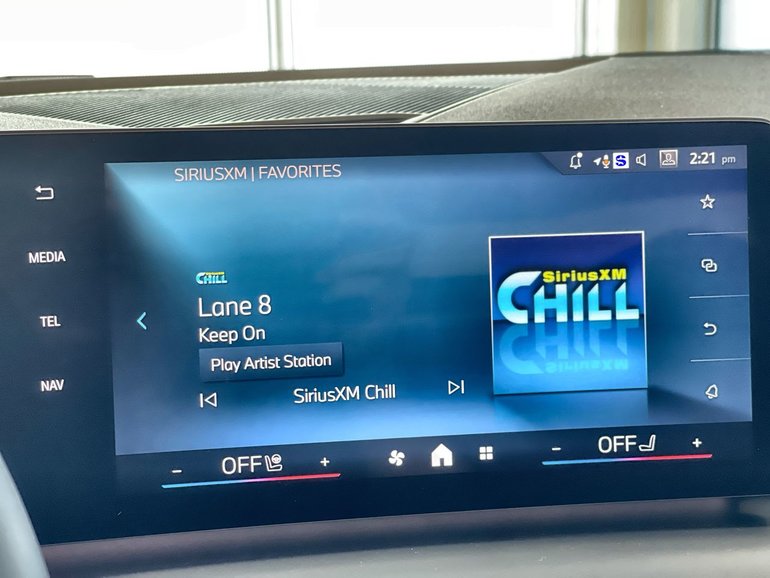 SIRIUSXM | FAVORITES
2:21 pm
MEDIA
TEL
NAV
CHILL
Lane 8
Keep On
Play Artist Station
SiriusXM Chill
SiriusXM
CHILL
- OFF +
- OFF +